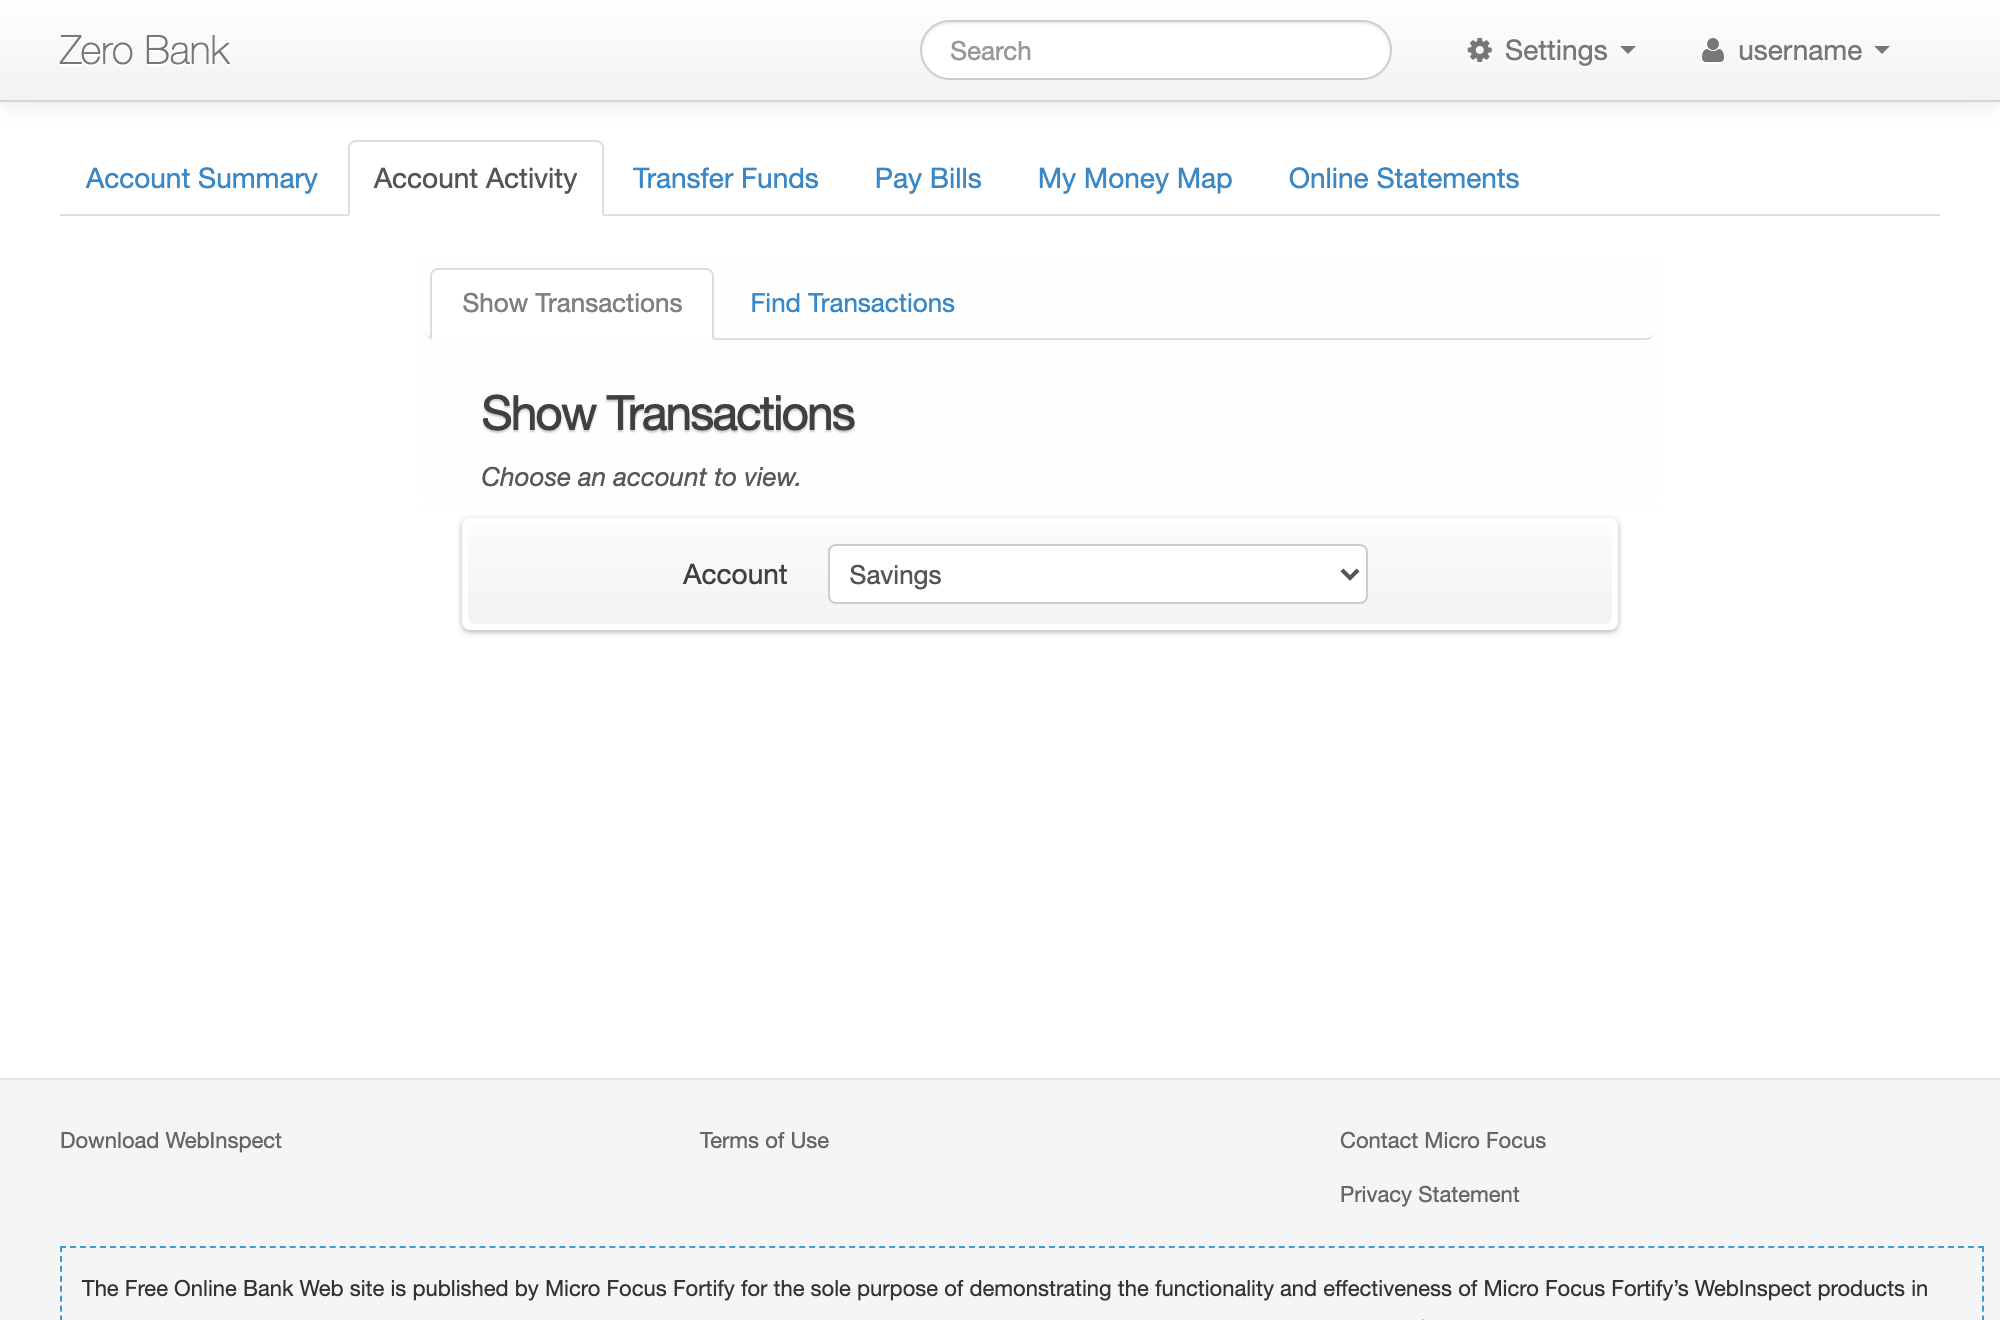 Zero Bank
Search
Settings
username
Account Summary
Account Activity
Transfer Funds
Pay Bills
My Money Map
Online Statements
Show Transactions
Find Transactions
Show Transactions
Choose an account to view.
Account
Savings
Download WebInspect
Terms of Use
Contact Micro Focus
Privacy Statement
The Free Online Bank Web site is published by Micro Focus Fortify for the sole purpose of demonstrating the functionality and effectiveness of Micro Focus Fortify’s WebInspect products in